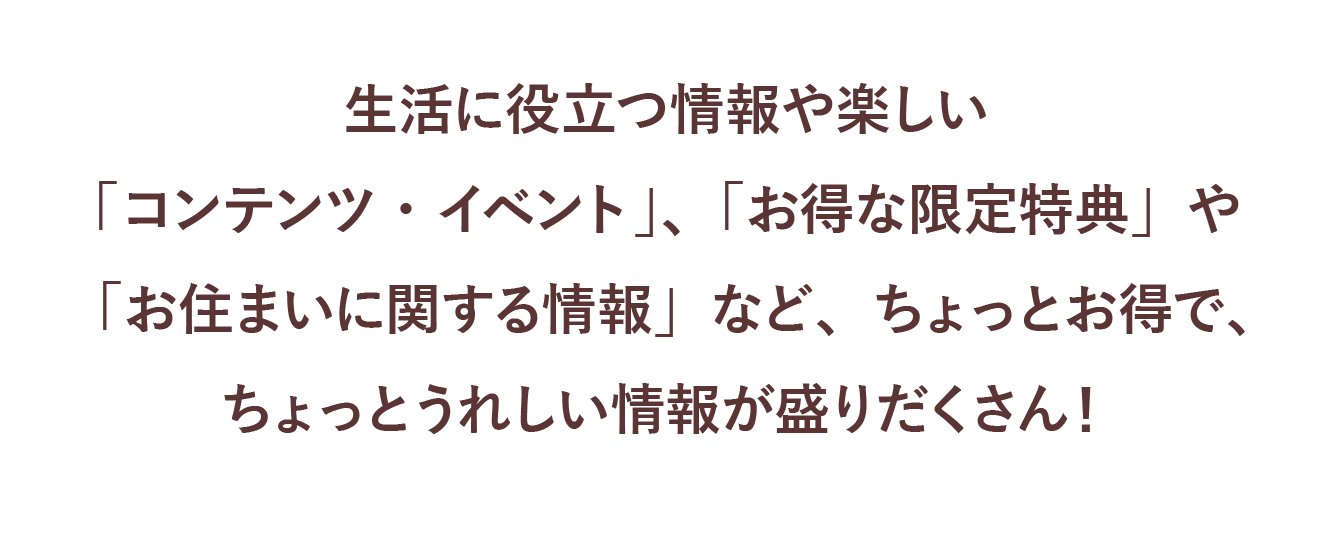 生活に役立つ情報や楽しい
「コンテンツ・イベント」、「お得な限定特典」や
「お住まいに関する情報」など、ちょっとお得で、
ちょっとうれしい情報が盛りだくさん！